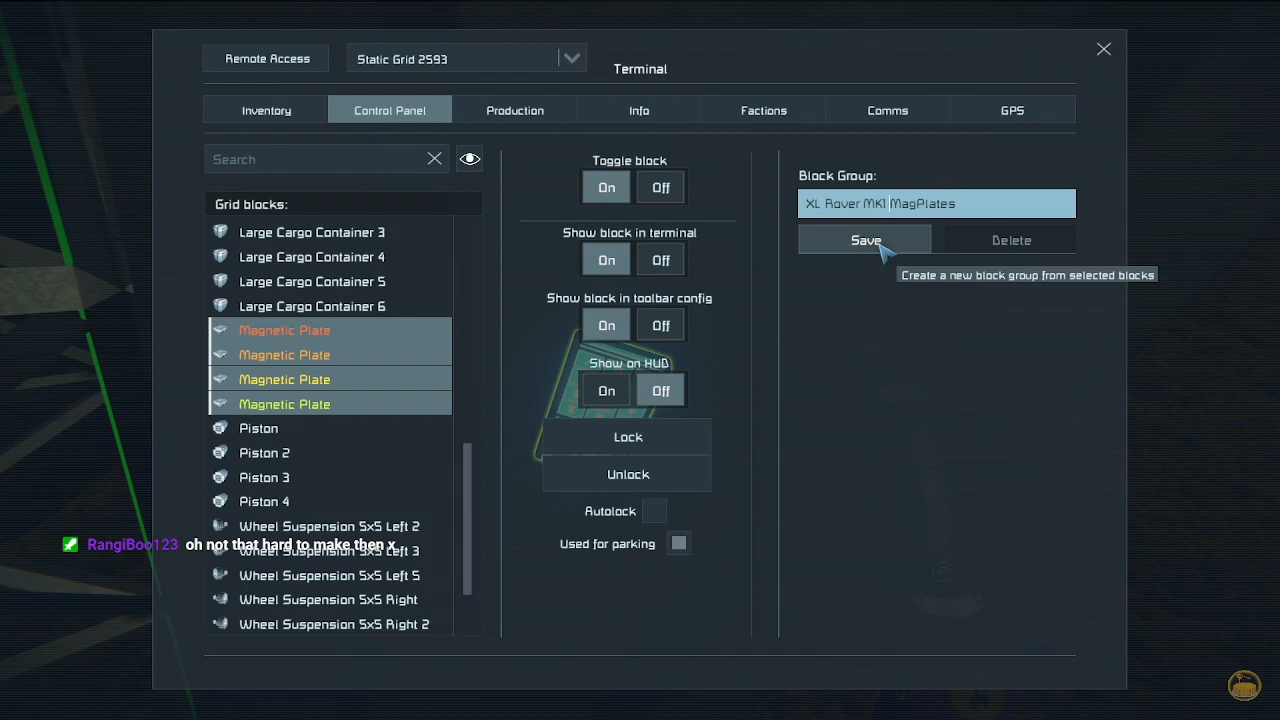 Remote Access
Static Grid 2593
Terminal
Inventory
Control Panel
Production
Info
Factions
Comms
GPS
Search
Grid blocks:
Large Cargo Container 3
Large Cargo Container 4
Large Cargo Container 5
Large Cargo Container 6
Magnetic Plate
Magnetic Plate
Magnetic Plate
Magnetic Plate
Piston
Piston 2
Piston 3
Piston 4
Wheel Suspension 5x5 Left 2
Wheel Suspension 5x5 Left 3
Wheel Suspension 5x5 Left 5
Wheel Suspension 5x5 Right
Wheel Suspension 5x5 Right 2
RangiBoo123 oh not that hard to make then x
Toggle block
On Off
Show block in terminal
On Off
Show block in toolbar config
On Off
Show on HUD
On Off
Lock
Unlock
Autolock
Used for parking
Block Group:
XL Rover MK1 MagPlates
Save
Delete
Create a new block group from selected blocks